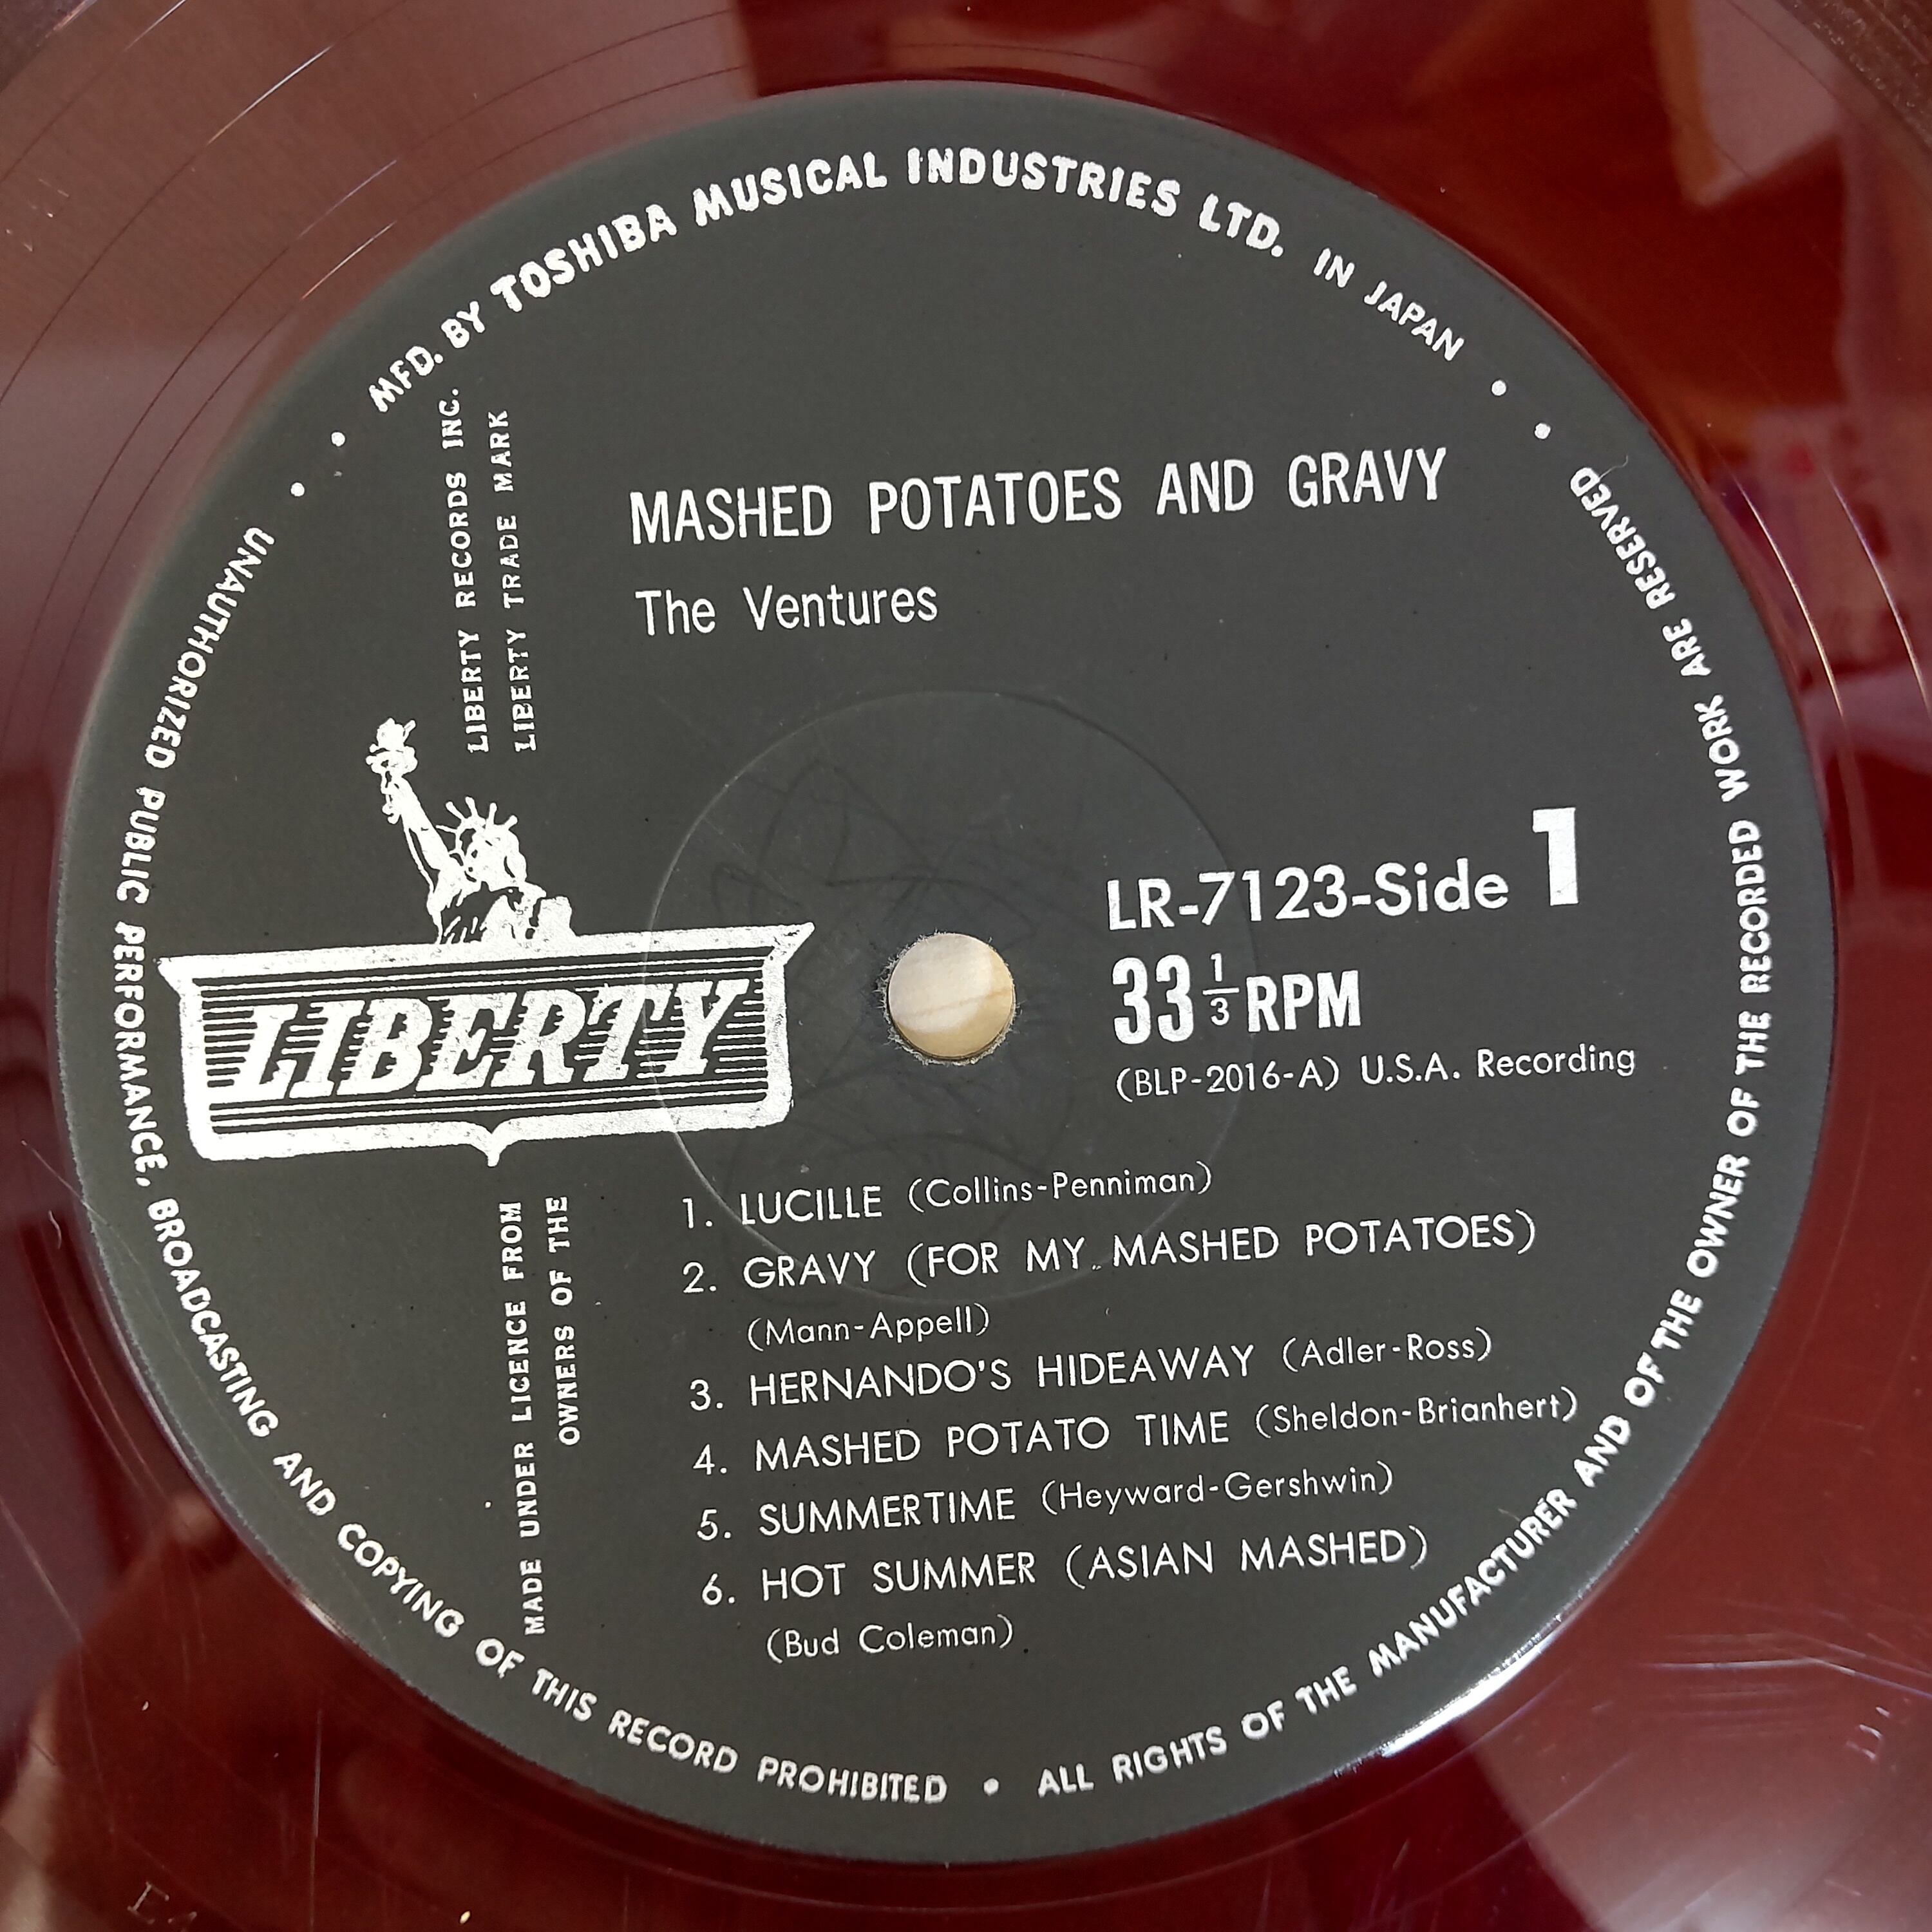 MFD. BY TOSHIBA MUSICAL INDUSTRIES LTD. IN JAPAN
LIBERTY RECORDS INC.
LIBERTY TRADE MARK
MASHED POTATOES AND GRAVY
The Ventures
LIBERTY
LR-7123-Side 1
33 1/3 RPM
(BLP-2016-A) U.S.A. Recording
MADE UNDER LICENCE FROM
OWNERS OF THE
1. LUCILLE (Collins-Penniman)
2. GRAVY (FOR MY MASHED POTATOES)
(Mann-Appell)
3. HERNANDO'S HIDEAWAY (Adler-Ross)
4. MASHED POTATO TIME (Sheldon-Brianhert)
5. SUMMERTIME (Heyward-Gershwin)
6. HOT SUMMER (ASIAN MASHED)
(Bud Coleman)
UNAUTHORIZED PUBLIC PERFORMANCE, BROADCASTING AND COPYING OF THIS RECORD PROHIBITED • ALL RIGHTS OF THE MANUFACTURER AND OF THE OWNER OF THE RECORDED WORK ARE RESERVED